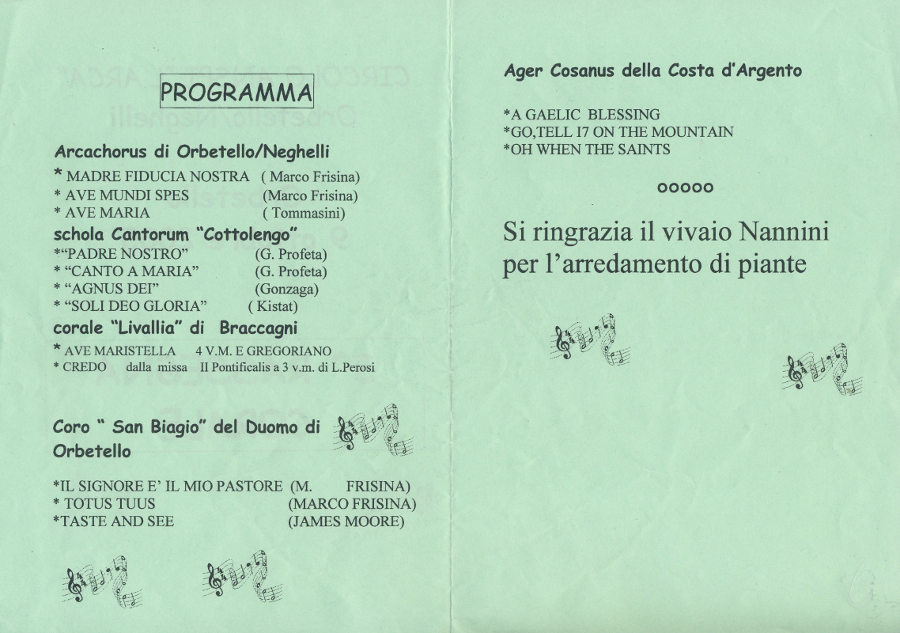 PROGRAMMA
Arcachorus di Orbetello/Neghelli
* MADRE FIDUCIA NOSTRA ( Marco Frisina)
* AVE MUNDI SPES (Marco Frisina)
* AVE MARIA ( Tommasini)
schola Cantorum “Cottolengo”
*“PADRE NOSTRO” (G. Profeta)
* “CANTO A MARIA” (G. Profeta)
* “AGNUS DEI” (Gonzaga)
* “SOLI DEO GLORIA” ( Kistat)
corale “Livallia” di Braccagni
* AVE MARISTELLA 4 V.M. E GREGORIANO
* CREDO dalla missa II Pontificalis a 3 v.m. di L.Perosi
Coro “ San Biagio” del Duomo di
Orbetello
*IL SIGNORE E’ IL MIO PASTORE (M. FRISINA)
* TOTUS TUUS (MARCO FRISINA)
*TASTE AND SEE (JAMES MOORE)
Ager Cosanus della Costa d’Argento
*A GAELIC BLESSING
*GO,TELL I7 ON THE MOUNTAIN
*OH WHEN THE SAINTS
ooooo
Si ringrazia il vivaio Nannini
per l’arredamento di piante